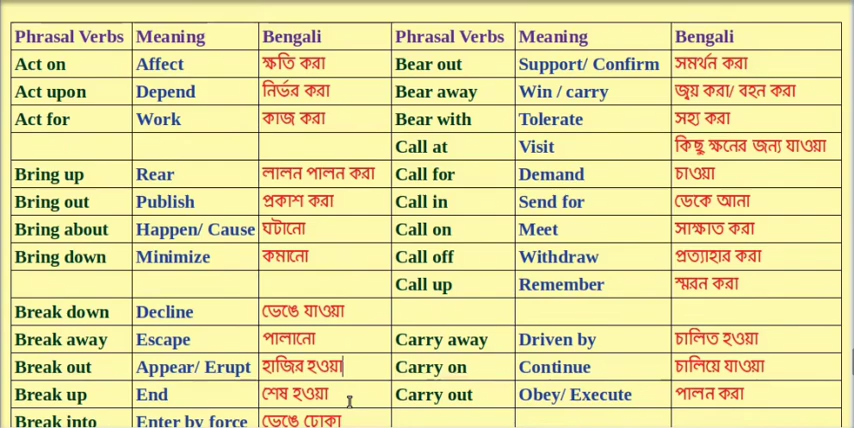 Phrasal Verbs Meaning Bengali Phrasal Verbs Meaning Bengali
Act on Affect ক্ষতি করা Bear out Support/ Confirm সমর্থন করা
Act upon Depend নির্ভর করা Bear away Win / carry জ্বয় করা/ বহন করা
Act for Work কাজ করা Bear with Tolerate সহ্য করা
Call at Visit কিছু ক্ষনের জন্য যাওয়া
Bring up Rear লালন পালন করা Call for Demand চাওয়া
Bring out Publish প্রকাশ করা Call in Send for ডেকে আনা
Bring about Happen/ Cause ঘটানো Call on Meet সাক্ষাত করা
Bring down Minimize কমানো Call off Withdraw প্রত্যাহার করা
Call up Remember স্মরন করা
Break down Decline ভেঙে যাওয়া
Break away Escape পালানো Carry away Driven by চালিত হওয়া
Break out Appear/ Erupt হাজির হওয়া Carry on Continue চালিয়ে যাওয়া
Break up End শেষ হওয়া Carry out Obey/ Execute পালন করা
Break into Enter by force ভেঙে ঢোকা